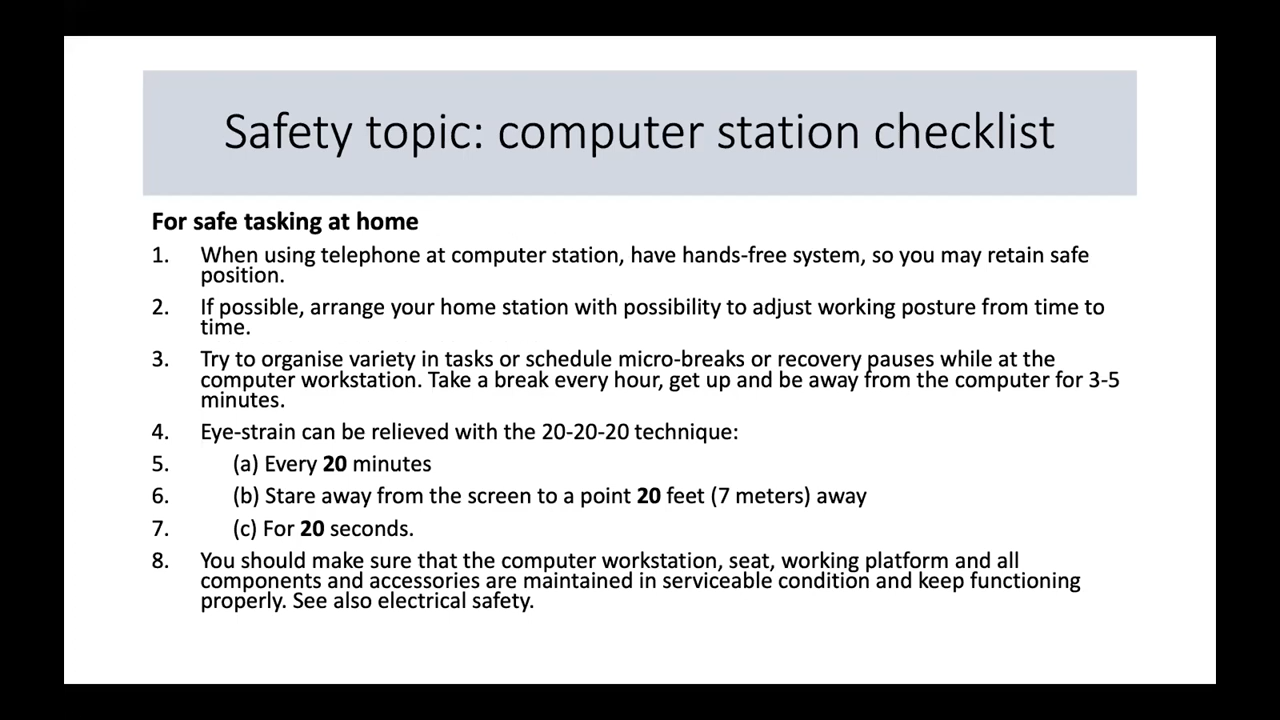 Safety topic: computer station checklist
For safe tasking at home
1. When using telephone at computer station, have hands-free system, so you may retain safe
position.
2. If possible, arrange your home station with possibility to adjust working posture from time to
time.
3. Try to organise variety in tasks or schedule micro-breaks or recovery pauses while at the
computer workstation. Take a break every hour, get up and be away from the computer for 3-5
minutes.
4. Eye-strain can be relieved with the 20-20-20 technique:
5. (a) Every 20 minutes
6. (b) Stare away from the screen to a point 20 feet (7 meters) away
7. (c) For 20 seconds.
8. You should make sure that the computer workstation, seat, working platform and all
components and accessories are maintained in serviceable condition and keep functioning
properly. See also electrical safety.